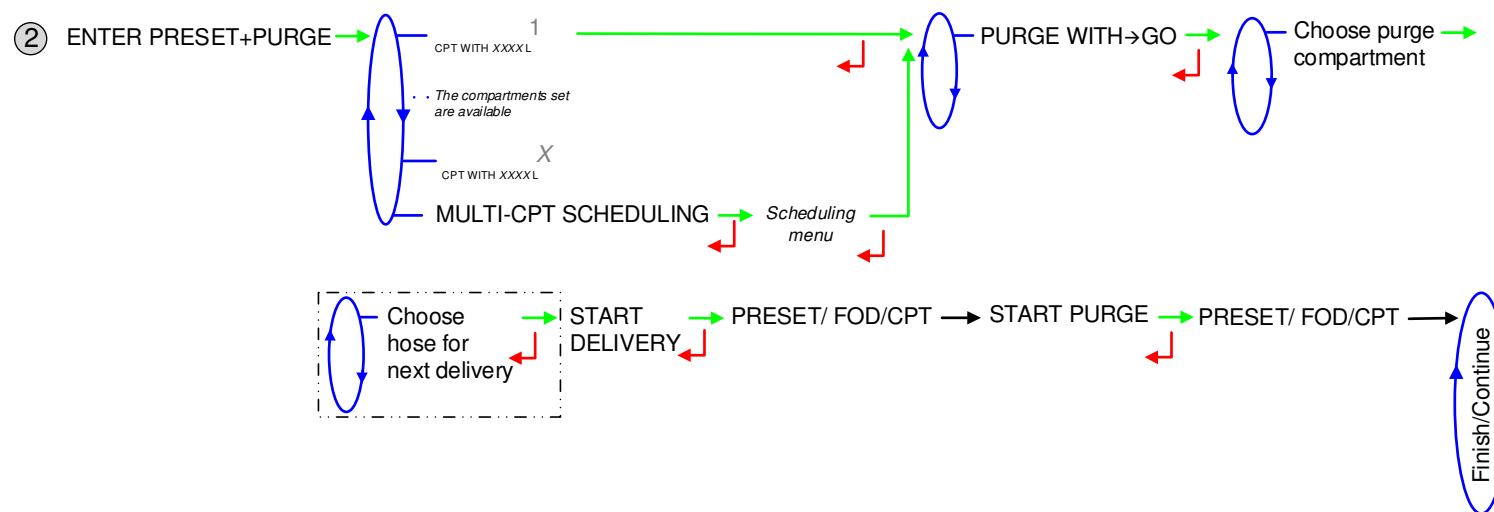 2 ENTER PRESET+PURGE
1
CPT WITH XXXX L
The compartments set
are available
X
CPT WITH XXXX L
MULTI-CPT SCHEDULING
Scheduling
menu
PURGE WITH→GO
Choose purge
compartment
Choose
hose for
next delivery
START
DELIVERY
PRESET/ FOD/CPT
START PURGE
PRESET/ FOD/CPT
Finish/Continue